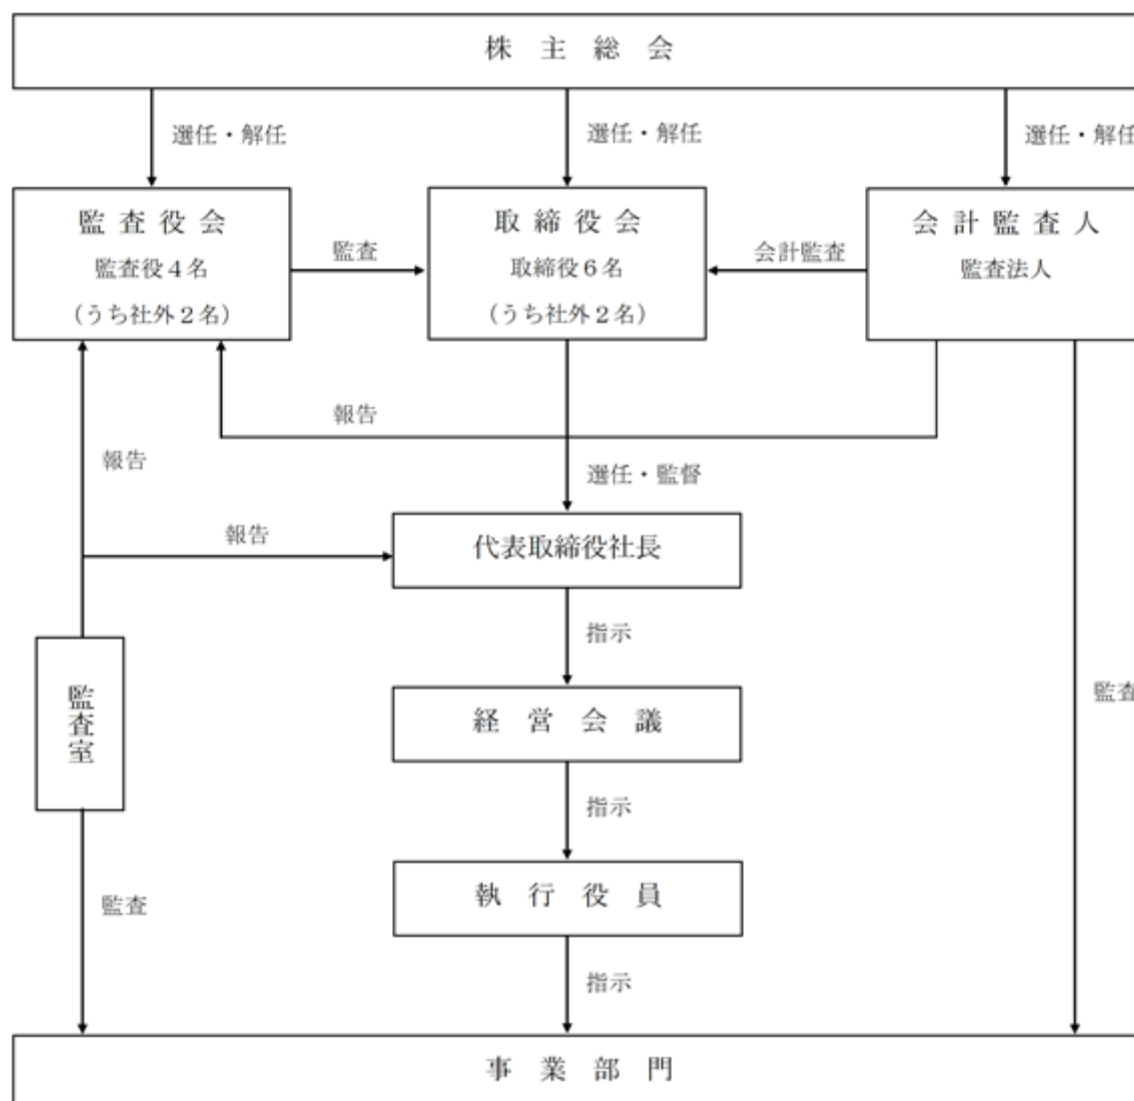 株主総会
選任・解任
選任・解任
選任・解任
監査役会
監査役4名
(うち社外2名)
監査
取締役会
取締役6名
(うち社外2名)
会計監査
会計監査人
監査法人
報告
報告
選任・監督
報告
代表取締役社長
指示
監査室
経営会議
監査
指示
執行役員
監査
指示
事業部門